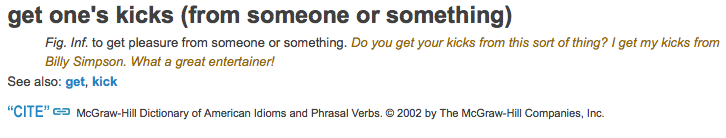 get one's kicks (from someone or something)
Fig. Inf. to get pleasure from someone or something. Do you get your kicks from this sort of thing? I get my kicks from
Billy Simpson. What a great entertainer!
See also: get, kick
“CITE” McGraw-Hill Dictionary of American Idioms and Phrasal Verbs. © 2002 by The McGraw-Hill Companies, Inc.